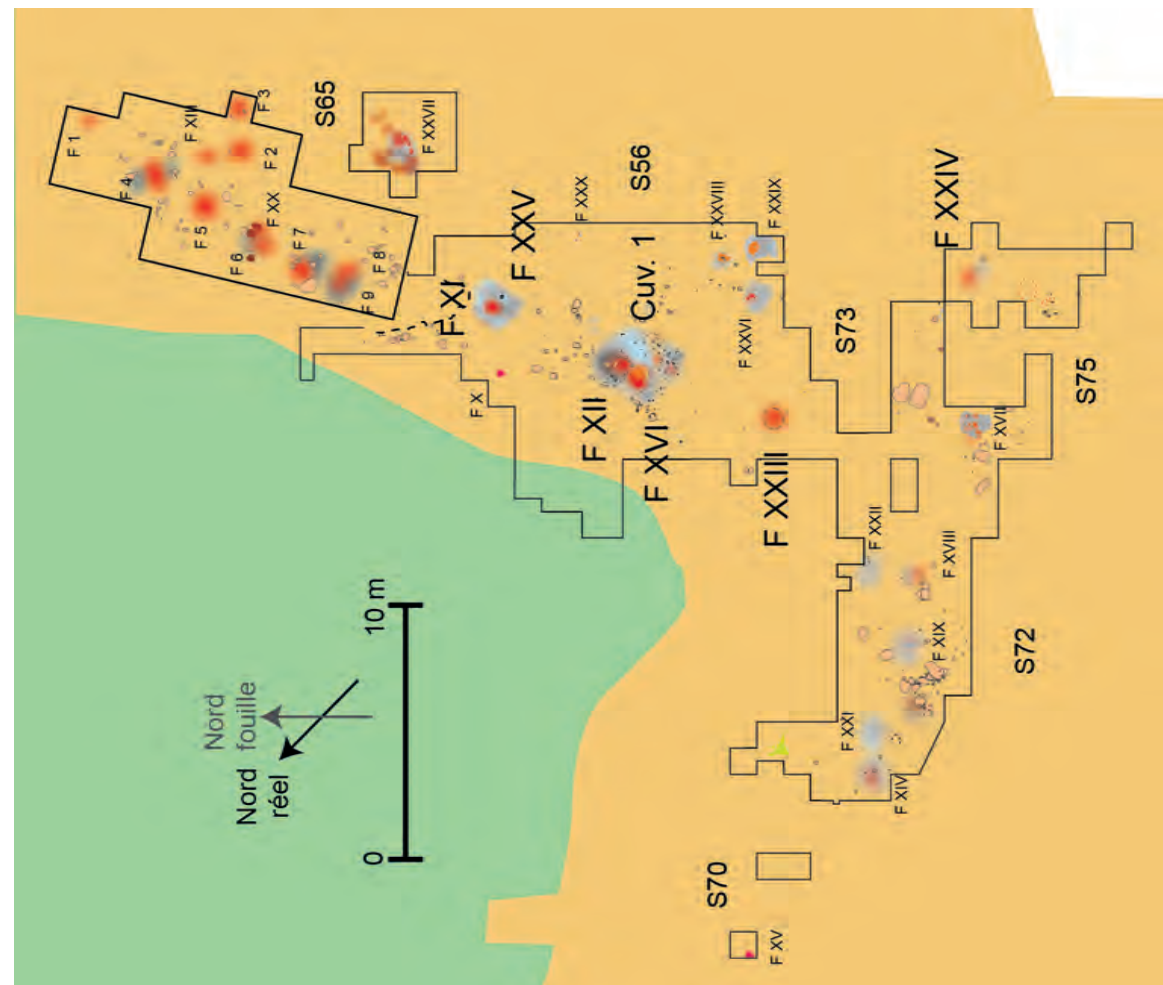 F 1
F XIII
F 3
F 4
F 2
S65
F XXVII
F 5
F XX
F 6
F 7
F 8
F 9
F XI
F XXV
F XXX
S56
F XXVIII
F XXIX
Cuv. 1
F XXIV
F X
F XXVI
S73
F XII
F XVI
F XXIII
S75
F XVII
F XXII
F XVIII
F XIX
S72
F XXI
F XIV
Nord
fouille
Nord
réel
10 m
0
S70
F XV